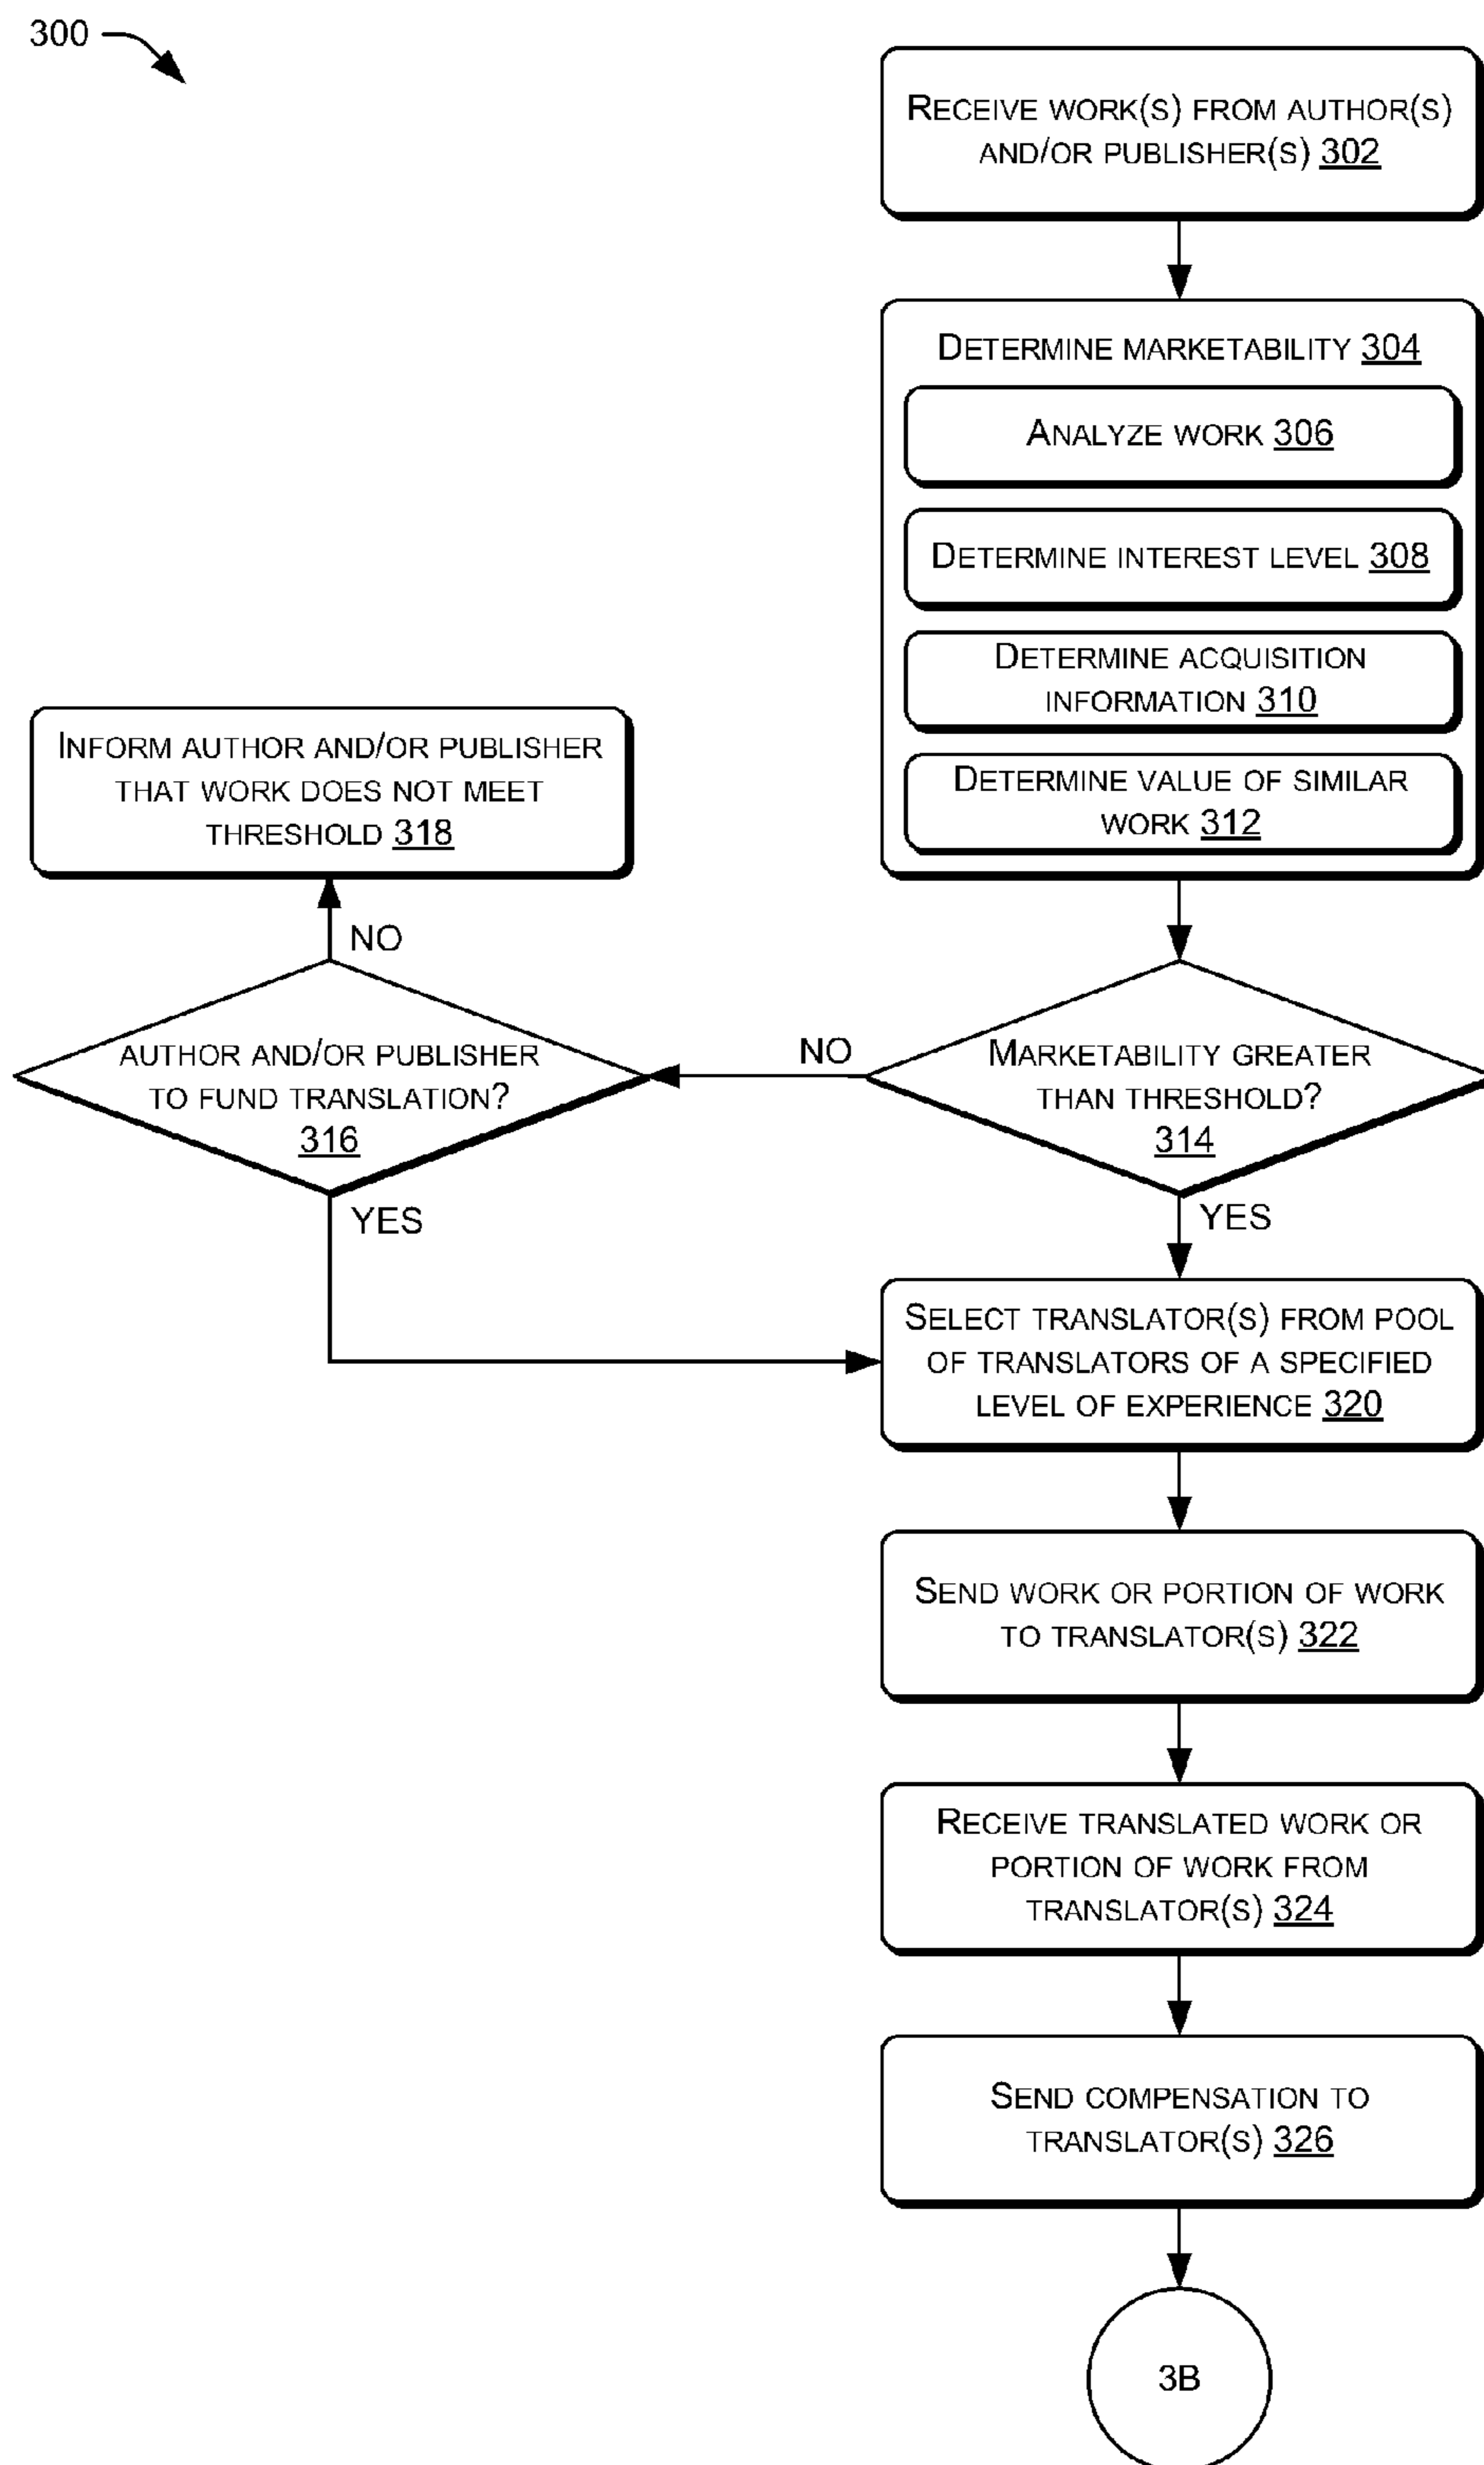 300
RECEIVE WORK(S) FROM AUTHOR(S)
AND/OR PUBLISHER(S) 302
DETERMINE MARKETABILITY 304
ANALYZE WORK 306
DETERMINE INTEREST LEVEL 308
DETERMINE ACQUISITION
INFORMATION 310
DETERMINE VALUE OF SIMILAR
WORK 312
INFORM AUTHOR AND/OR PUBLISHER
THAT WORK DOES NOT MEET
THRESHOLD 318
NO
AUTHOR AND/OR PUBLISHER
TO FUND TRANSLATION?
316
YES
NO
MARKETABILITY GREATER
THAN THRESHOLD?
314
YES
SELECT TRANSLATOR(S) FROM POOL
OF TRANSLATORS OF A SPECIFIED
LEVEL OF EXPERIENCE 320
SEND WORK OR PORTION OF WORK
TO TRANSLATOR(S) 322
RECEIVE TRANSLATED WORK OR
PORTION OF WORK FROM
TRANSLATOR(S) 324
SEND COMPENSATION TO
TRANSLATOR(S) 326
3B